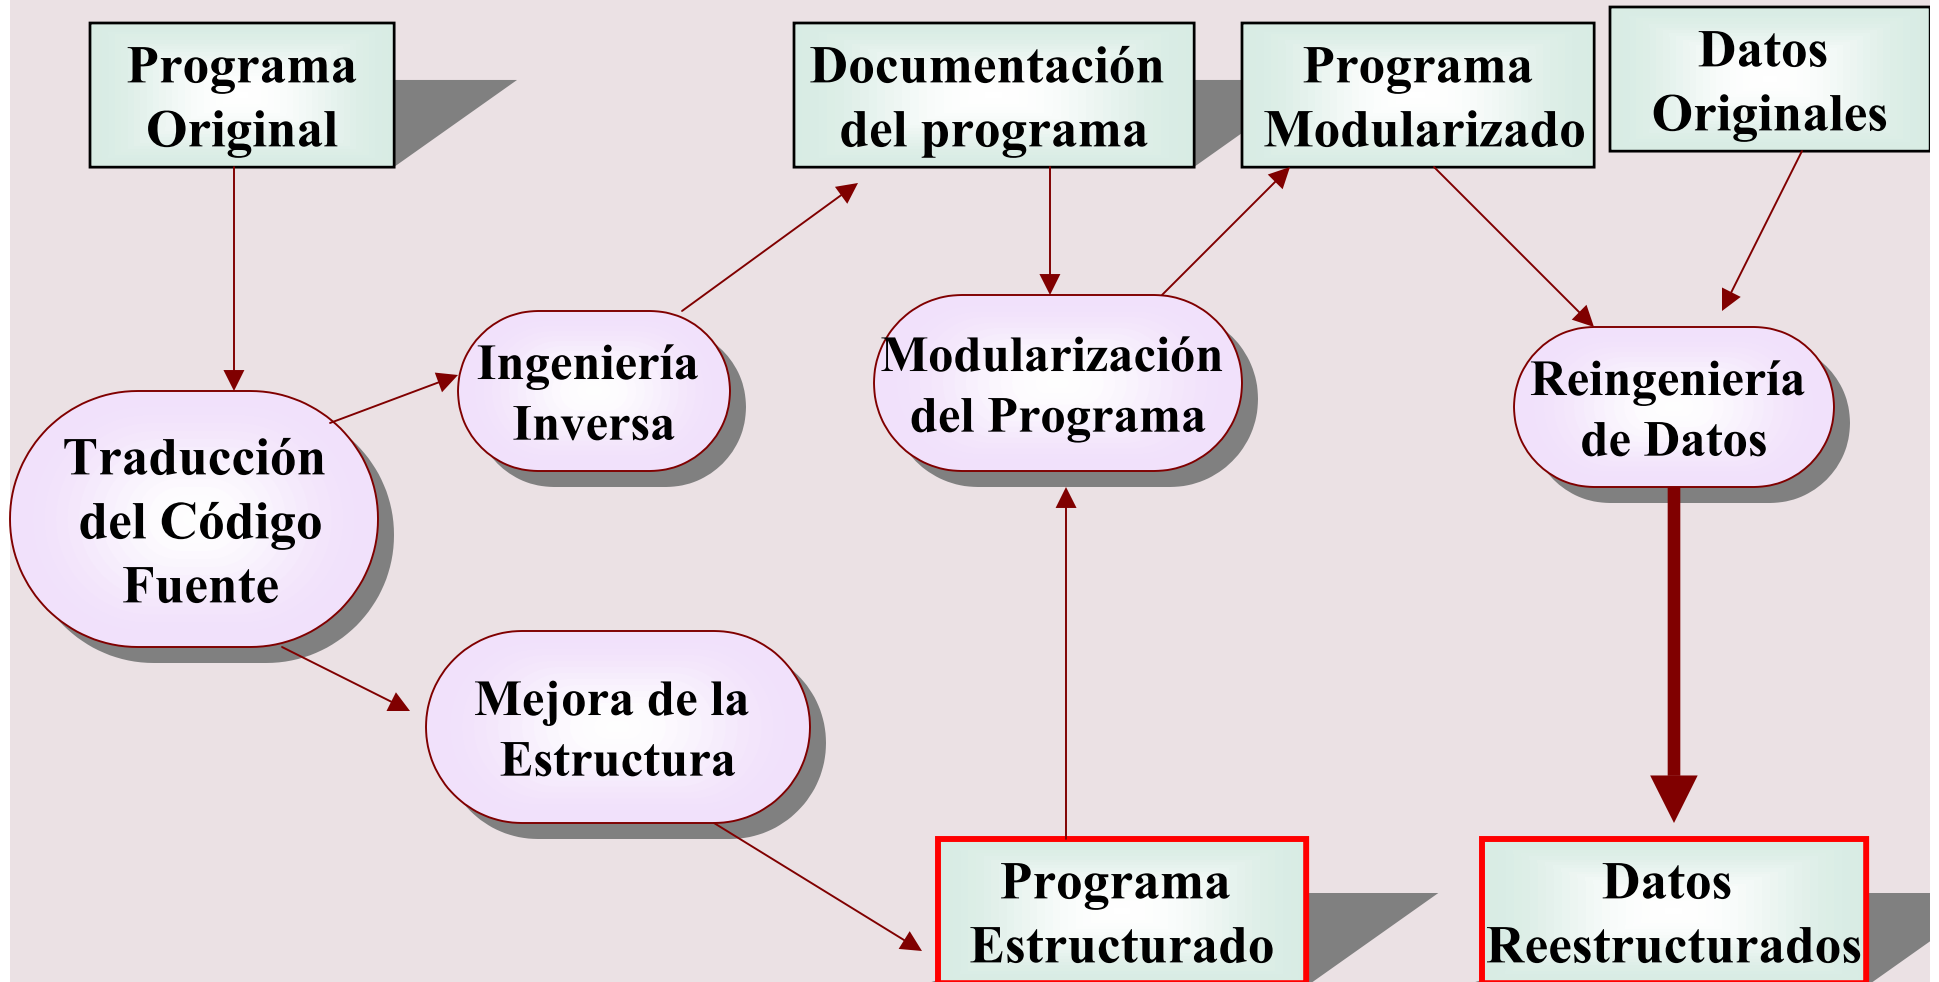 Programa
Original
Documentación
del programa
Programa
Modularizado
Datos
Originales
Ingeniería
Inversa
Modularización
del Programa
Reingeniería
de Datos
Traducción
del Código
Fuente
Mejora de la
Estructura
Programa
Estructurado
Datos
Reestructurados